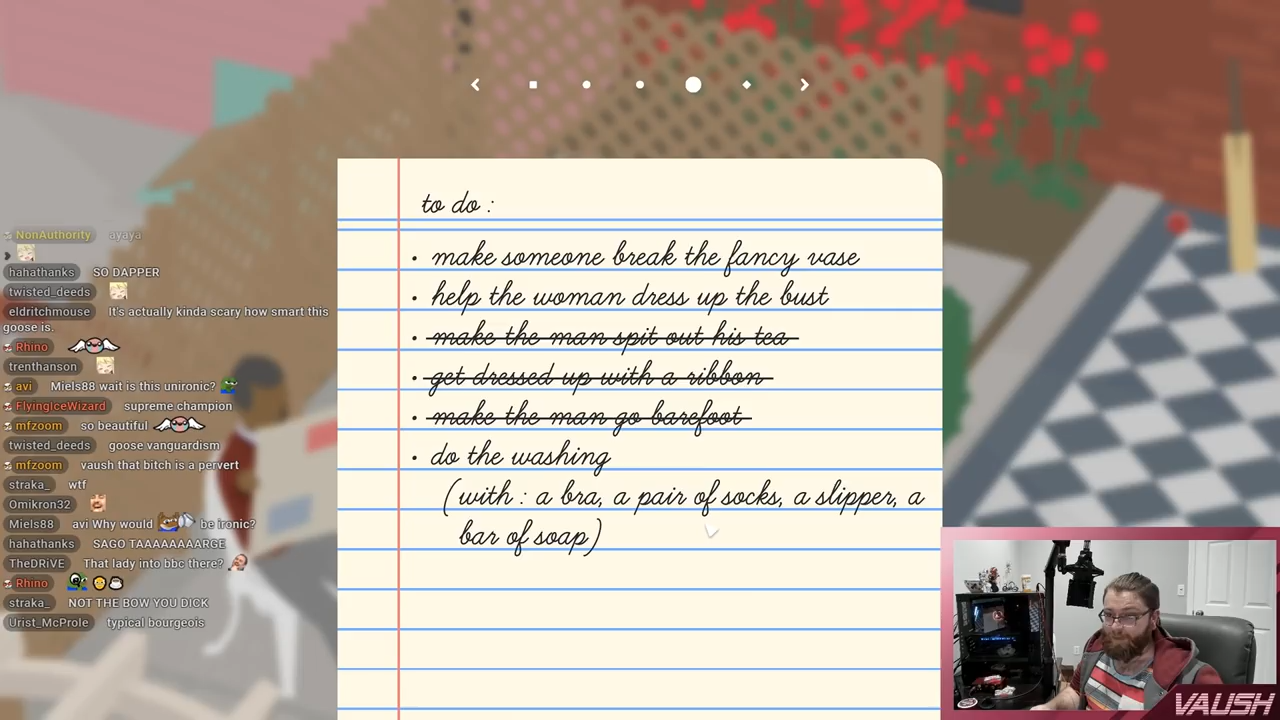 to do :
• make someone break the fancy vase
• help the woman dress up the bust
• make the man spit out his tea
• get dressed up with a ribbon
• make the man go barefoot
• do the washing
(with : a bra, a pair of socks, a slipper, a
bar of soap)
NonAuthority ayaya
hahathanks SO DAPPER
twisted_deeds
eldritchmouse It's actually kinda scary how smart this
goose is.
Rhino
trenthanson
avi Miels88 wait is this unironic?
FlyingIceWizard supreme champion
mfzoom so beautiful
twisted_deeds goose vanguardism
mfzoom vaush that bitch is a pervert
straka_ wtf
Omikron32
Miels88 avi Why would be ironic?
hahathanks SAGO TAAAAAAARGE
TheDRiVE That lady into bbc there?
Rhino
straka_ NOT THE BOW YOU DICK
Urist_McProle typical bourgeois
VAUSH